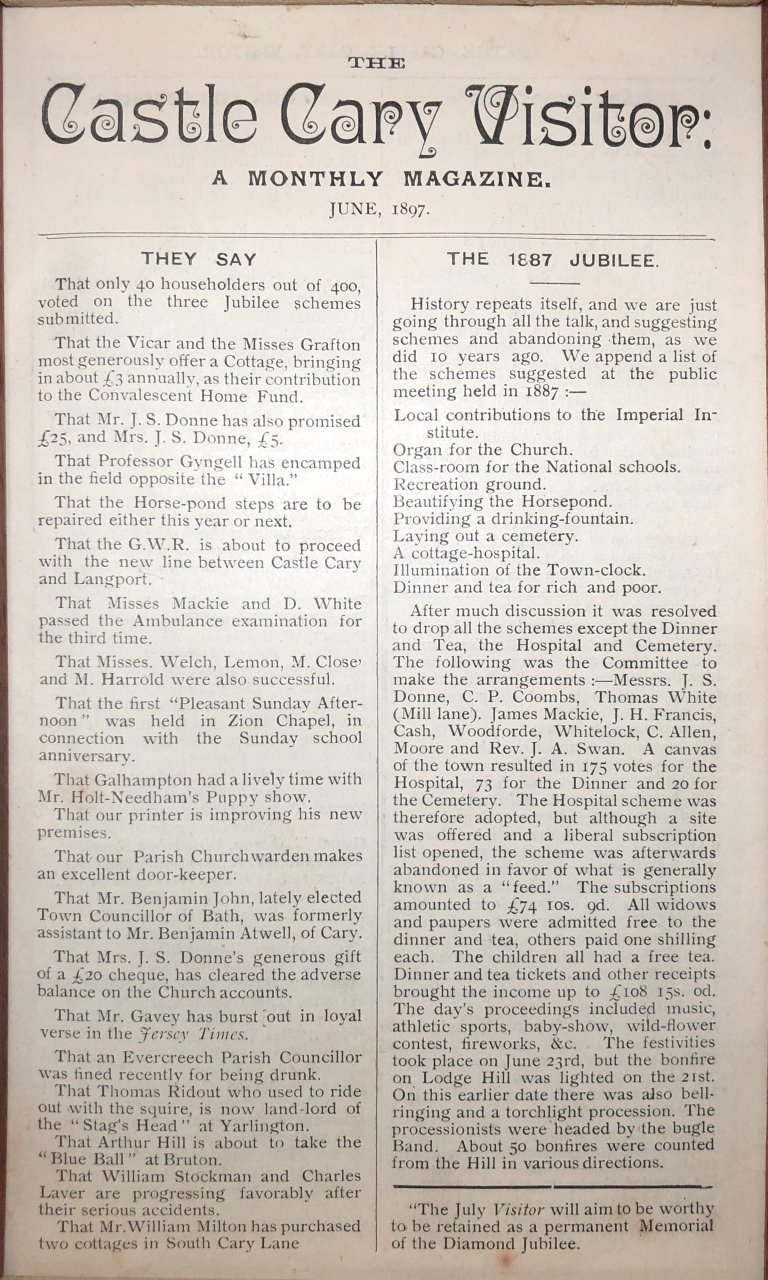 THE
Castle Cary Visitor:
A MONTHLY MAGAZINE.
JUNE, 1897.
THEY SAY
That only 40 householders out of 400,
voted on the three Jubilee schemes
submitted.
That the Vicar and the Misses Grafton
most generously offer a Cottage, bringing
in about £3 annually, as their contribution
to the Convalescent Home Fund.
That Mr. J. S. Donne has also promised
£25, and Mrs. J. S. Donne, £5.
That Professor Gyngell has encamped
in the field opposite the "Villa."
That the Horse-pond steps are to be
repaired either this year or next.
That the G.W.R. is about to proceed
with the new line between Castle Cary
and Langport.
That Misses Mackie and D. White
passed the Ambulance examination for
the third time.
That Misses. Welch, Lemon, M. Close,
and M. Harrold were also successful.
That the first "Pleasant Sunday After-
noon" was held in Zion Chapel, in
connection with the Sunday school
anniversary.
That Galhampton had a lively time with
Mr. Holt-Needham's Puppy show.
That our printer is improving his new
premises.
That our Parish Churchwarden makes
an excellent door-keeper.
That Mr. Benjamin John, lately elected
Town Councillor of Bath, was formerly
assistant to Mr. Benjamin Atwell, of Cary.
That Mrs. J. S. Donne's generous gift
of a £20 cheque, has cleared the adverse
balance on the Church accounts.
That Mr. Gavey has burst out in loyal
verse in the Jersey Times.
That an Evercreech Parish Councillor
was fined recently for being drunk.
That Thomas Ridout who used to ride
out with the squire, is now land-lord of
the "Stag's Head" at Yarlington.
That Arthur Hill is about to take the
"Blue Ball" at Bruton.
That William Stockman and Charles
Laver are progressing favorably after
their serious accidents.
That Mr. William Milton has purchased
two cottages in South Cary Lane
THE 1887 JUBILEE.
History repeats itself, and we are just
going through all the talk, and suggesting
schemes and abandoning them, as we
did 10 years ago. We append a list of
the schemes suggested at the public
meeting held in 1887 :—
Local contributions to the Imperial In-
stitute.
Organ for the Church.
Class-room for the National schools.
Recreation ground.
Beautifying the Horsepond.
Providing a drinking-fountain.
Laying out a cemetery.
A cottage-hospital.
Illumination of the Town-clock.
Dinner and tea for rich and poor.
After much discussion it was resolved
to drop all the schemes except the Dinner
and Tea, the Hospital and Cemetery.
The following was the Committee to
make the arrangements :—Messrs. J. S.
Donne, C. P. Coombs, Thomas White
(Mill lane). James Mackie, J. H. Francis,
Cash, Woodforde, Whitelock, C. Allen,
Moore and Rev. J. A. Swan. A canvas
of the town resulted in 175 votes for the
Hospital, 73 for the Dinner and 20 for
the Cemetery. The Hospital scheme was
therefore adopted, but although a site
was offered and a liberal subscription
list opened, the scheme was afterwards
abandoned in favor of what is generally
known as a "feed." The subscriptions
amounted to £74 10s. 9d. All widows
and paupers were admitted free to the
dinner and tea, others paid one shilling
each. The children all had a free tea.
Dinner and tea tickets and other receipts
brought the income up to £108 15s. 0d.
The day's proceedings included music,
athletic sports, baby-show, wild-flower
contest, fireworks, &c. The festivities
took place on June 23rd, but the bonfire
on Lodge Hill was lighted on the 21st.
On this earlier date there was also bell-
ringing and a torchlight procession. The
processionists were headed by the bugle
Band. About 50 bonfires were counted
from the Hill in various directions.
"The July Visitor will aim to be worthy
to be retained as a permanent Memorial
of the Diamond Jubilee.